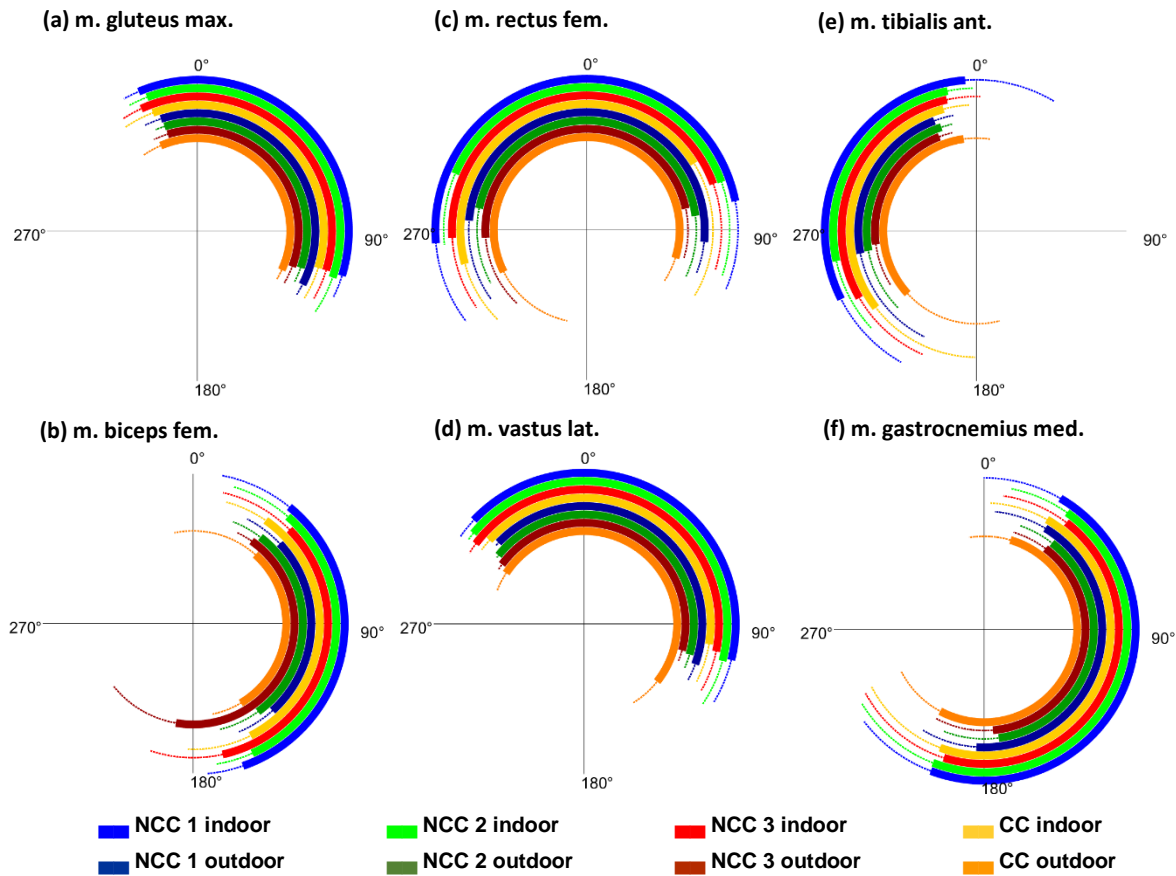 (a) m. gluteus max.
(c) m. rectus fem.
(e) m. tibialis ant.
0°
0°
0°
270°
90°
270°
90°
270°
90°
180°
180°
180°
(b) m. biceps fem.
(d) m. vastus lat.
(f) m. gastrocnemius med.
0°
0°
0°
270°
90°
270°
90°
270°
90°
180°
180°
180°
NCC 1 indoor
NCC 2 indoor
NCC 3 indoor
CC indoor
NCC 1 outdoor
NCC 2 outdoor
NCC 3 outdoor
CC outdoor